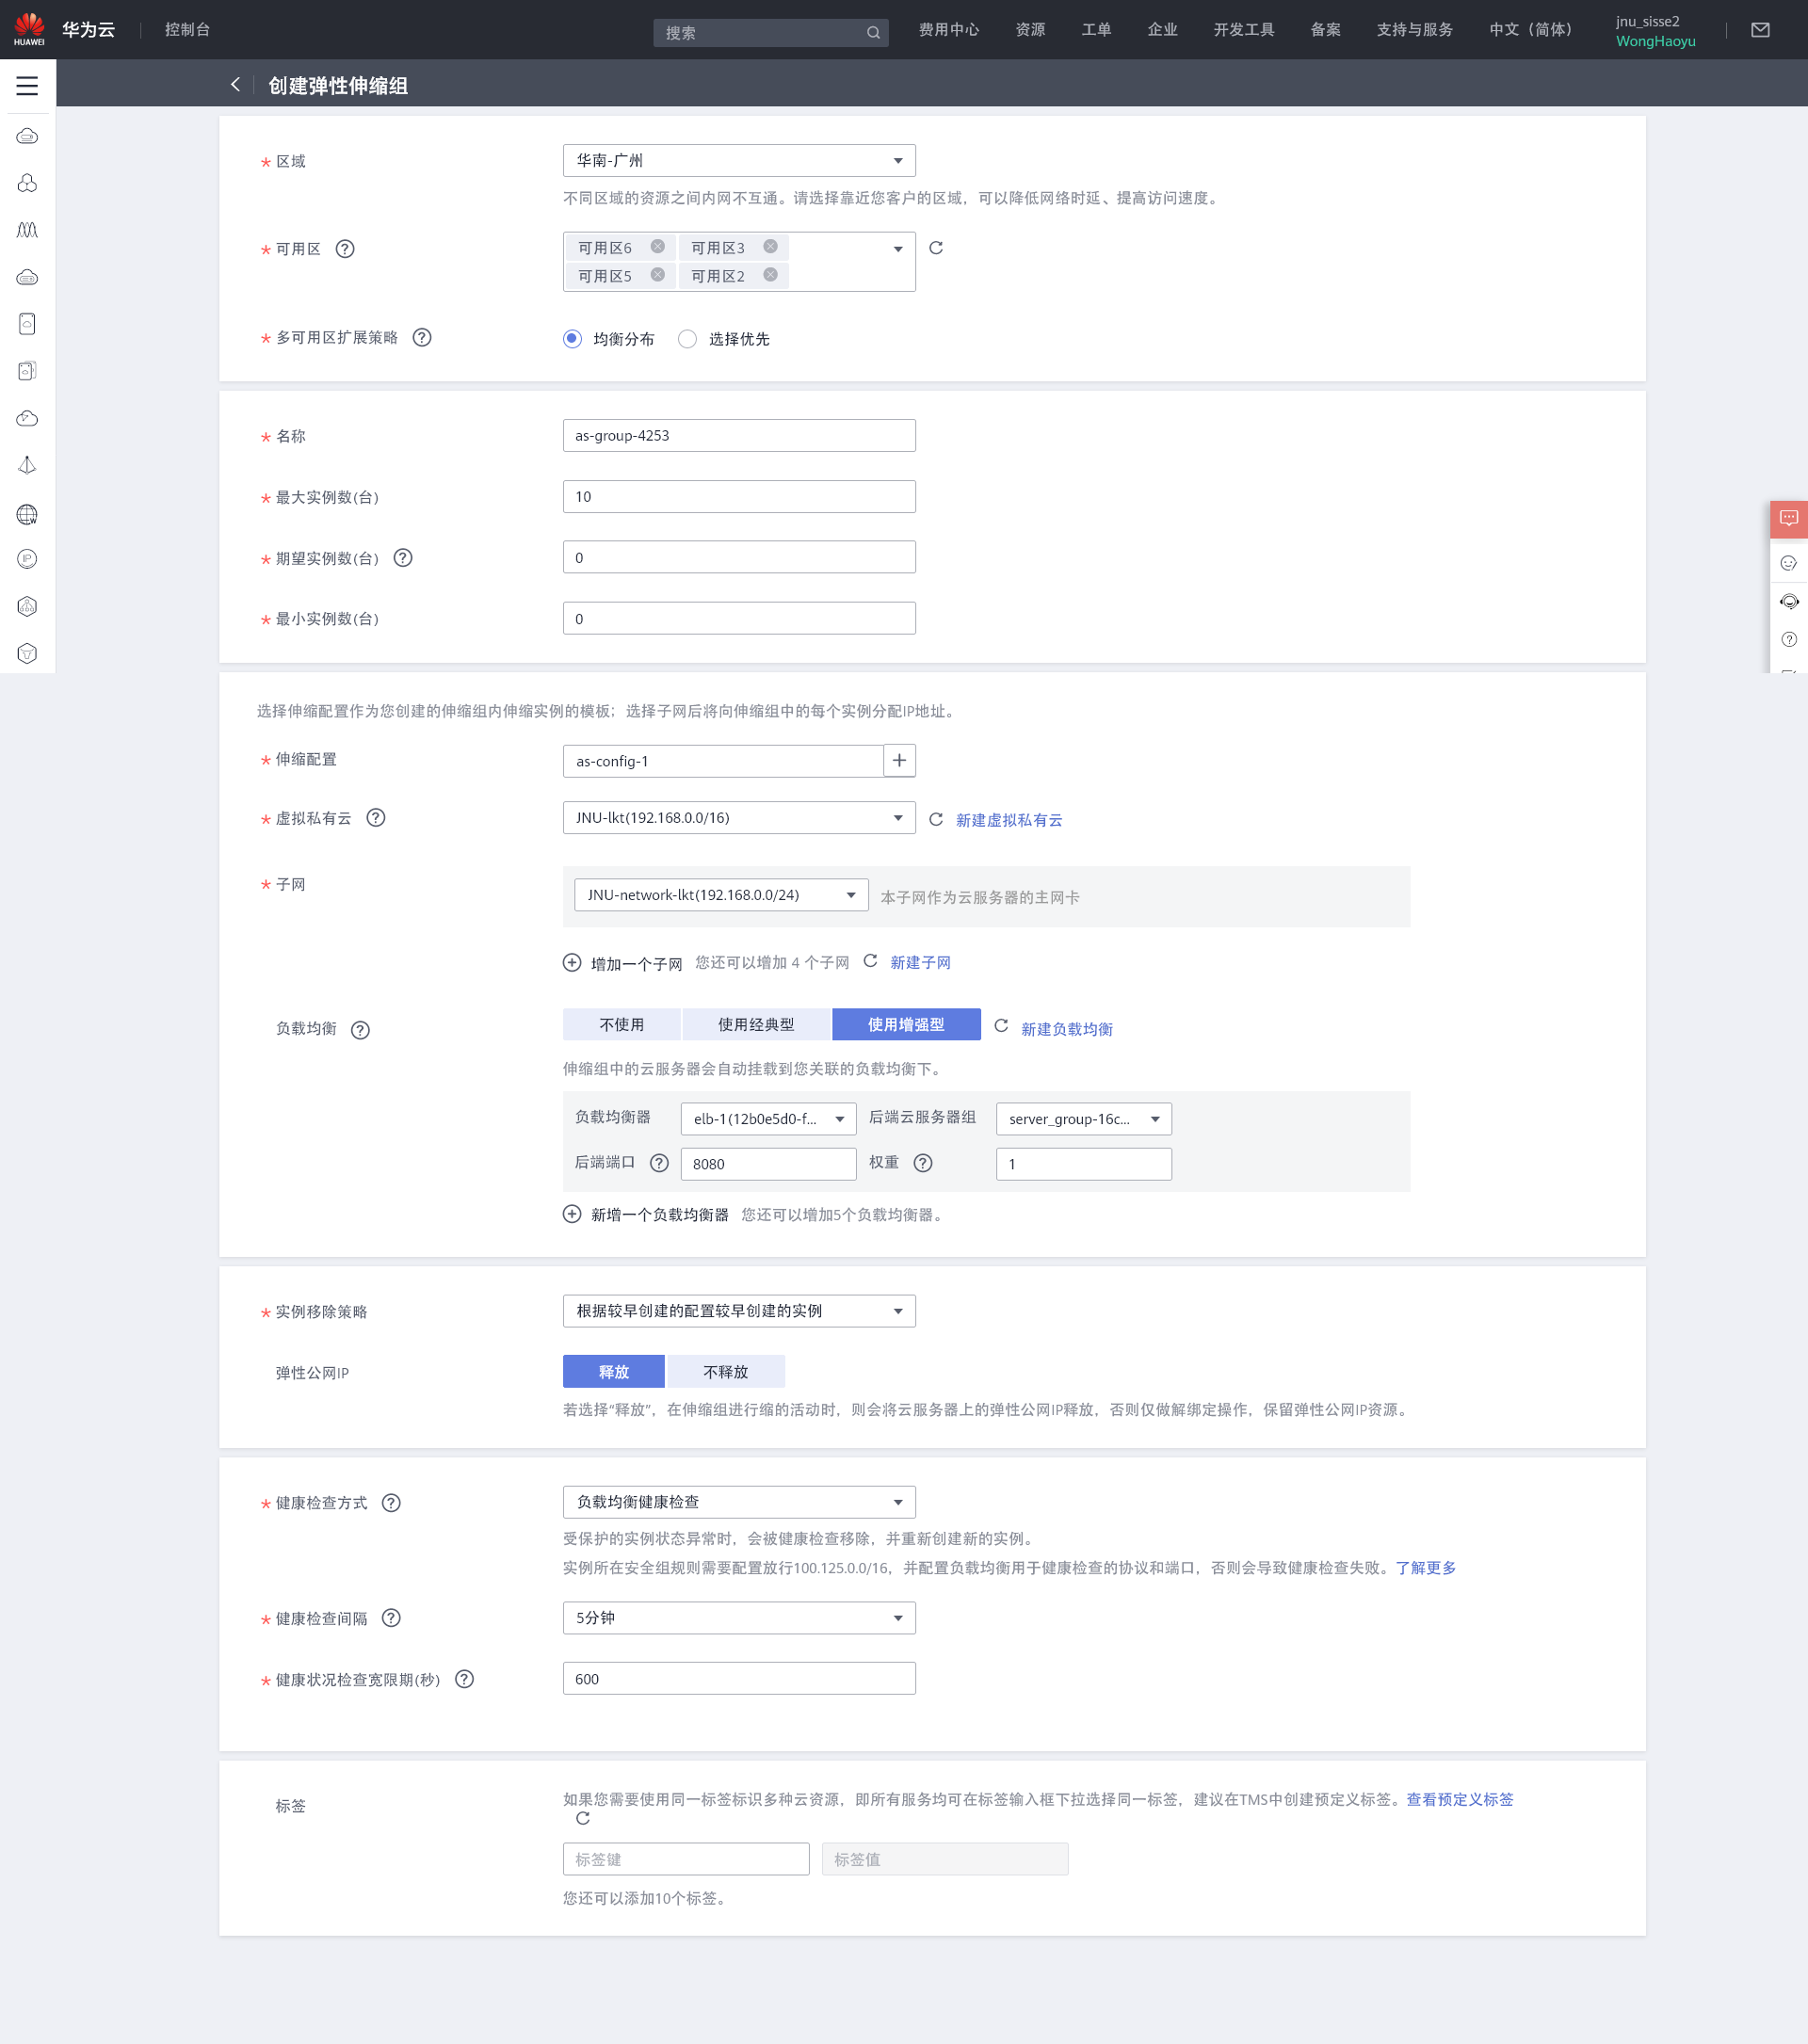 HUAWEI 华为云 控制台 搜索 费用中心 资源 工单 企业 开发工具 备案 支持与服务 中文（简体） jnu_sisse2
WongHaoyu
创建弹性伸缩组
* 区域 华南-广州
不同区域的资源之间内网不互通。请选择靠近您客户的区域，可以降低网络时延、提高访问速度。
* 可用区 ? 可用区6 可用区3
可用区5 可用区2
* 多可用区扩展策略 ? 均衡分布 选择优先
* 名称 as-group-4253
* 最大实例数(台) 10
* 期望实例数(台) ? 0
* 最小实例数(台) 0
选择伸缩配置作为您创建的伸缩组内伸缩实例的模板；选择子网后将向伸缩组中的每个实例分配IP地址。
* 伸缩配置 as-config-1
* 虚拟私有云 ? JNU-lkt(192.168.0.0/16) 新建虚拟私有云
* 子网 JNU-network-lkt(192.168.0.0/24) 本子网作为云服务器的主网卡
增加一个子网 您还可以增加 4 个子网 新建子网
负载均衡 ? 不使用 使用经典型 使用增强型 新建负载均衡
伸缩组中的云服务器会自动挂载到您关联的负载均衡下。
负载均衡器 elb-1(12b0e5d0-f... 后端云服务器组 server_group-16c...
后端端口 ? 8080 权重 ? 1
新增一个负载均衡器 您还可以增加5个负载均衡器。
* 实例移除策略 根据较早创建的配置较早创建的实例
弹性公网IP 释放 不释放
若选择“释放”，在伸缩组进行缩的活动时，则会将云服务器上的弹性公网IP释放，否则仅做解绑定操作，保留弹性公网IP资源。
* 健康检查方式 ? 负载均衡健康检查
受保护的实例状态异常时，会被健康检查移除，并重新创建新的实例。
实例所在安全组规则需要配置放行100.125.0.0/16，并配置负载均衡用于健康检查的协议和端口，否则会导致健康检查失败。了解更多
* 健康检查间隔 ? 5分钟
* 健康状况检查宽限期(秒) ? 600
标签 如果您需要使用同一标签标识多种云资源，即所有服务均可在标签输入框下拉选择同一标签，建议在TMS中创建预定义标签。查看预定义标签
标签键 标签值
您还可以添加10个标签。